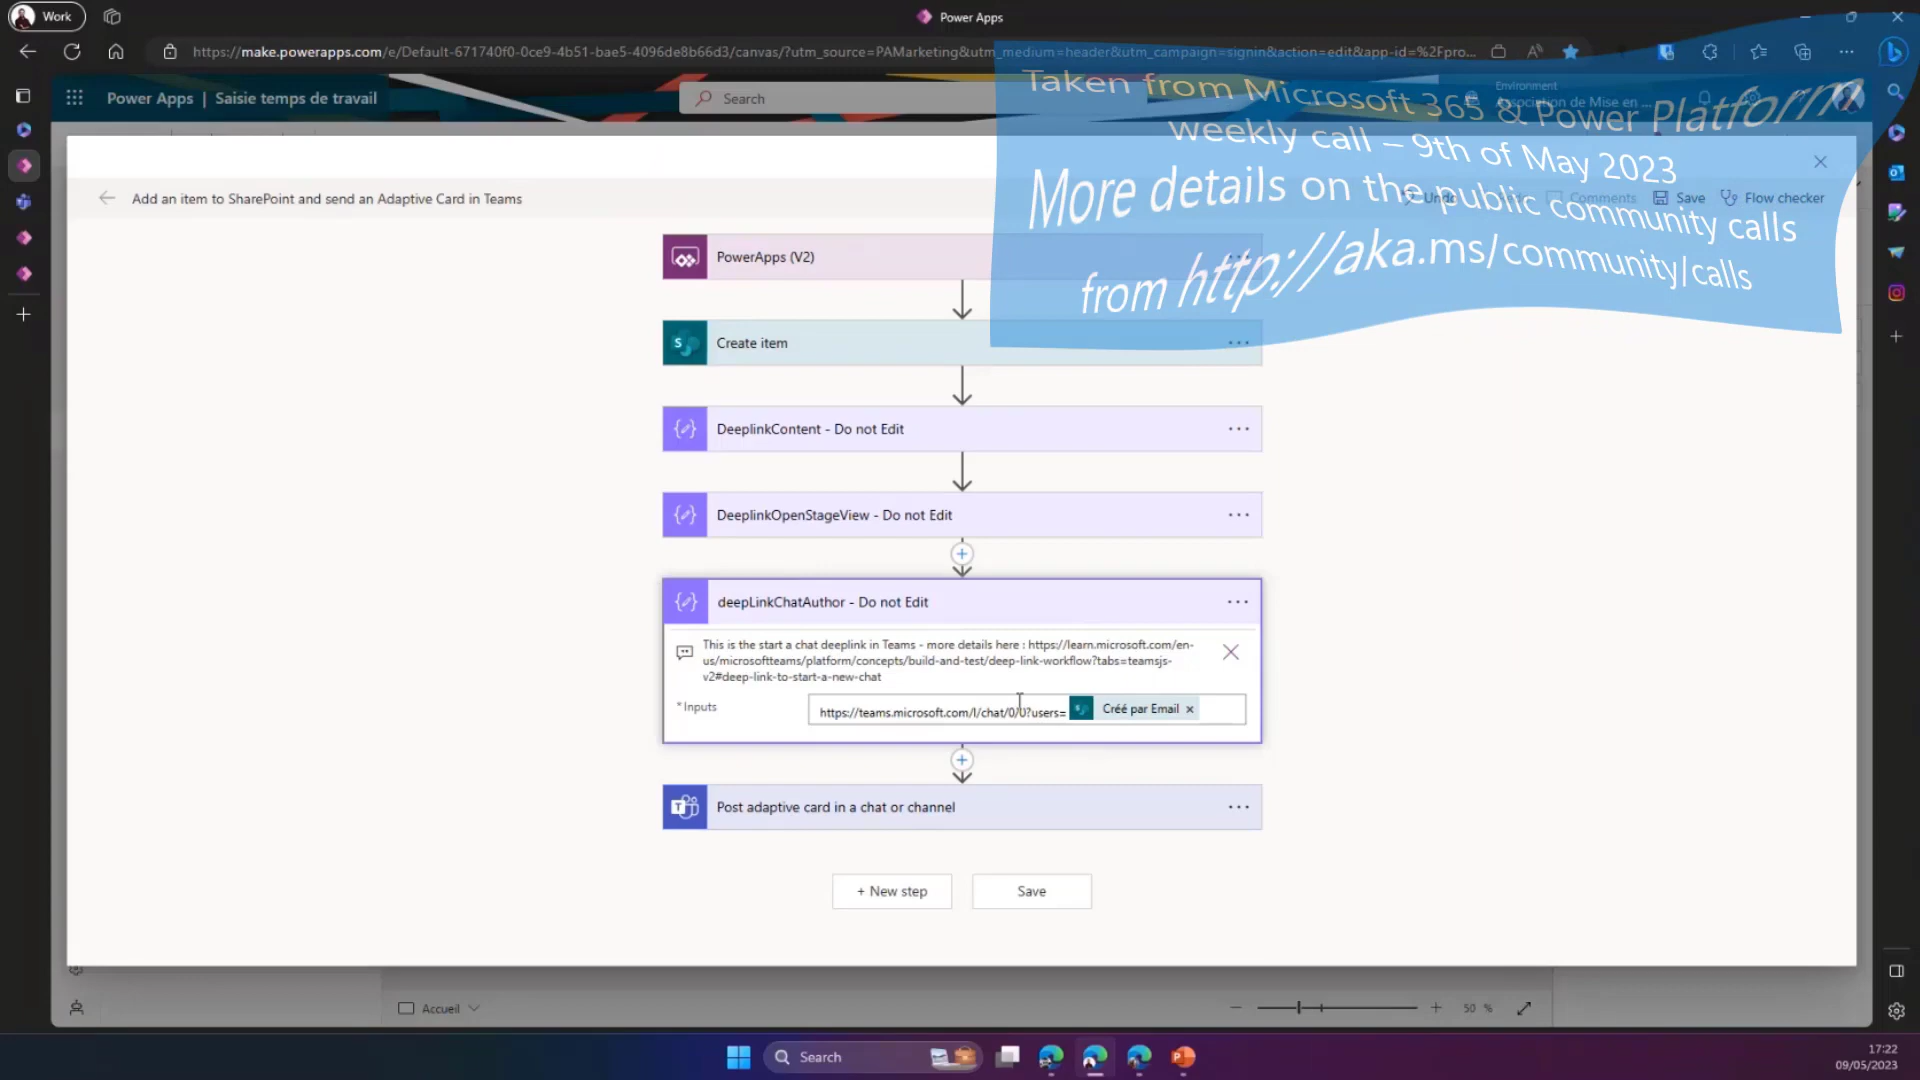 Work
Power Apps
https://make.powerapps.com/e/Default-671740f0-0ce9-4b51-bae5-4096de8b66d3/canvas/?utm_source=PAMarketing&utm_medium=header&utm_campaign=signin&action=edit&app-id=%2Fpro...
Power Apps | Saisie temps de travail
Search
Environment
Association de Mise en ...
Taken from Microsoft 365 & Power Platform
weekly call – 9th of May 2023
More details on the public community calls
from http://aka.ms/community/calls
Add an item to SharePoint and send an Adaptive Card in Teams
Undo
Comments
Save
Flow checker
PowerApps (V2)
Create item
DeeplinkContent - Do not Edit
DeeplinkOpenStageView - Do not Edit
deepLinkChatAuthor - Do not Edit
This is the start a chat deeplink in Teams - more details here : https://learn.microsoft.com/en-
us/microsoftteams/platform/concepts/build-and-test/deep-link-workflow?tabs=teamsjs-
v2#deep-link-to-start-a-new-chat
* Inputs
https://teams.microsoft.com/l/chat/0/0?users= Créé par Email ×
Post adaptive card in a chat or channel
+ New step
Save
Accueil
50 %
Search
17:22
09/05/2023